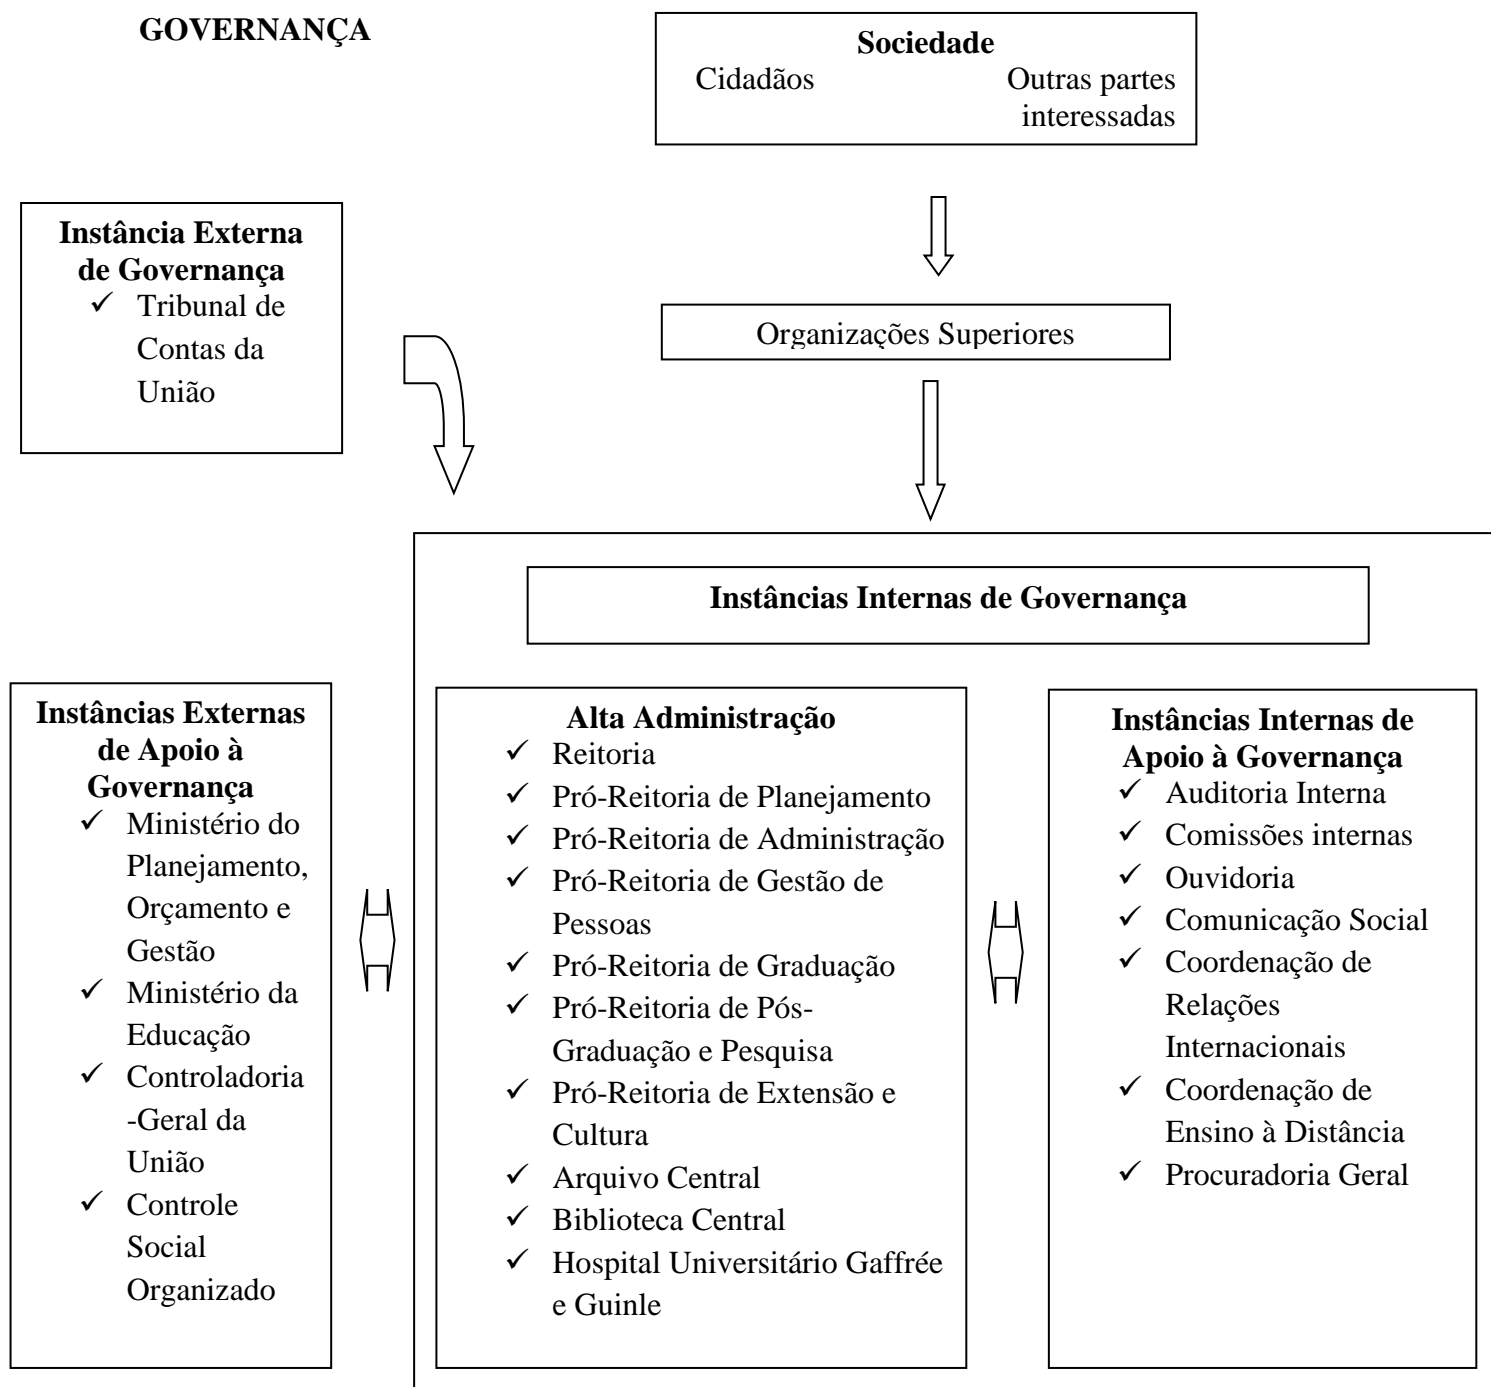 GOVERNANÇA
Sociedade
Cidadãos Outras partes
interessadas
Instância Externa
de Governança
✓ Tribunal de
Contas da
União
Organizações Superiores
Instâncias Internas de Governança
Instâncias Externas
de Apoio à
Governança
✓ Ministério do
Planejamento,
Orçamento e
Gestão
✓ Ministério da
Educação
✓ Controladoria
-Geral da
União
✓ Controle
Social
Organizado
Alta Administração
✓ Reitoria
✓ Pró-Reitoria de Planejamento
✓ Pró-Reitoria de Administração
✓ Pró-Reitoria de Gestão de
Pessoas
✓ Pró-Reitoria de Graduação
✓ Pró-Reitoria de Pós-
Graduação e Pesquisa
✓ Pró-Reitoria de Extensão e
Cultura
✓ Arquivo Central
✓ Biblioteca Central
✓ Hospital Universitário Gaffrée
e Guinle
Instâncias Internas de
Apoio à Governança
✓ Auditoria Interna
✓ Comissões internas
✓ Ouvidoria
✓ Comunicação Social
✓ Coordenação de
Relações
Internacionais
✓ Coordenação de
Ensino à Distância
✓ Procuradoria Geral